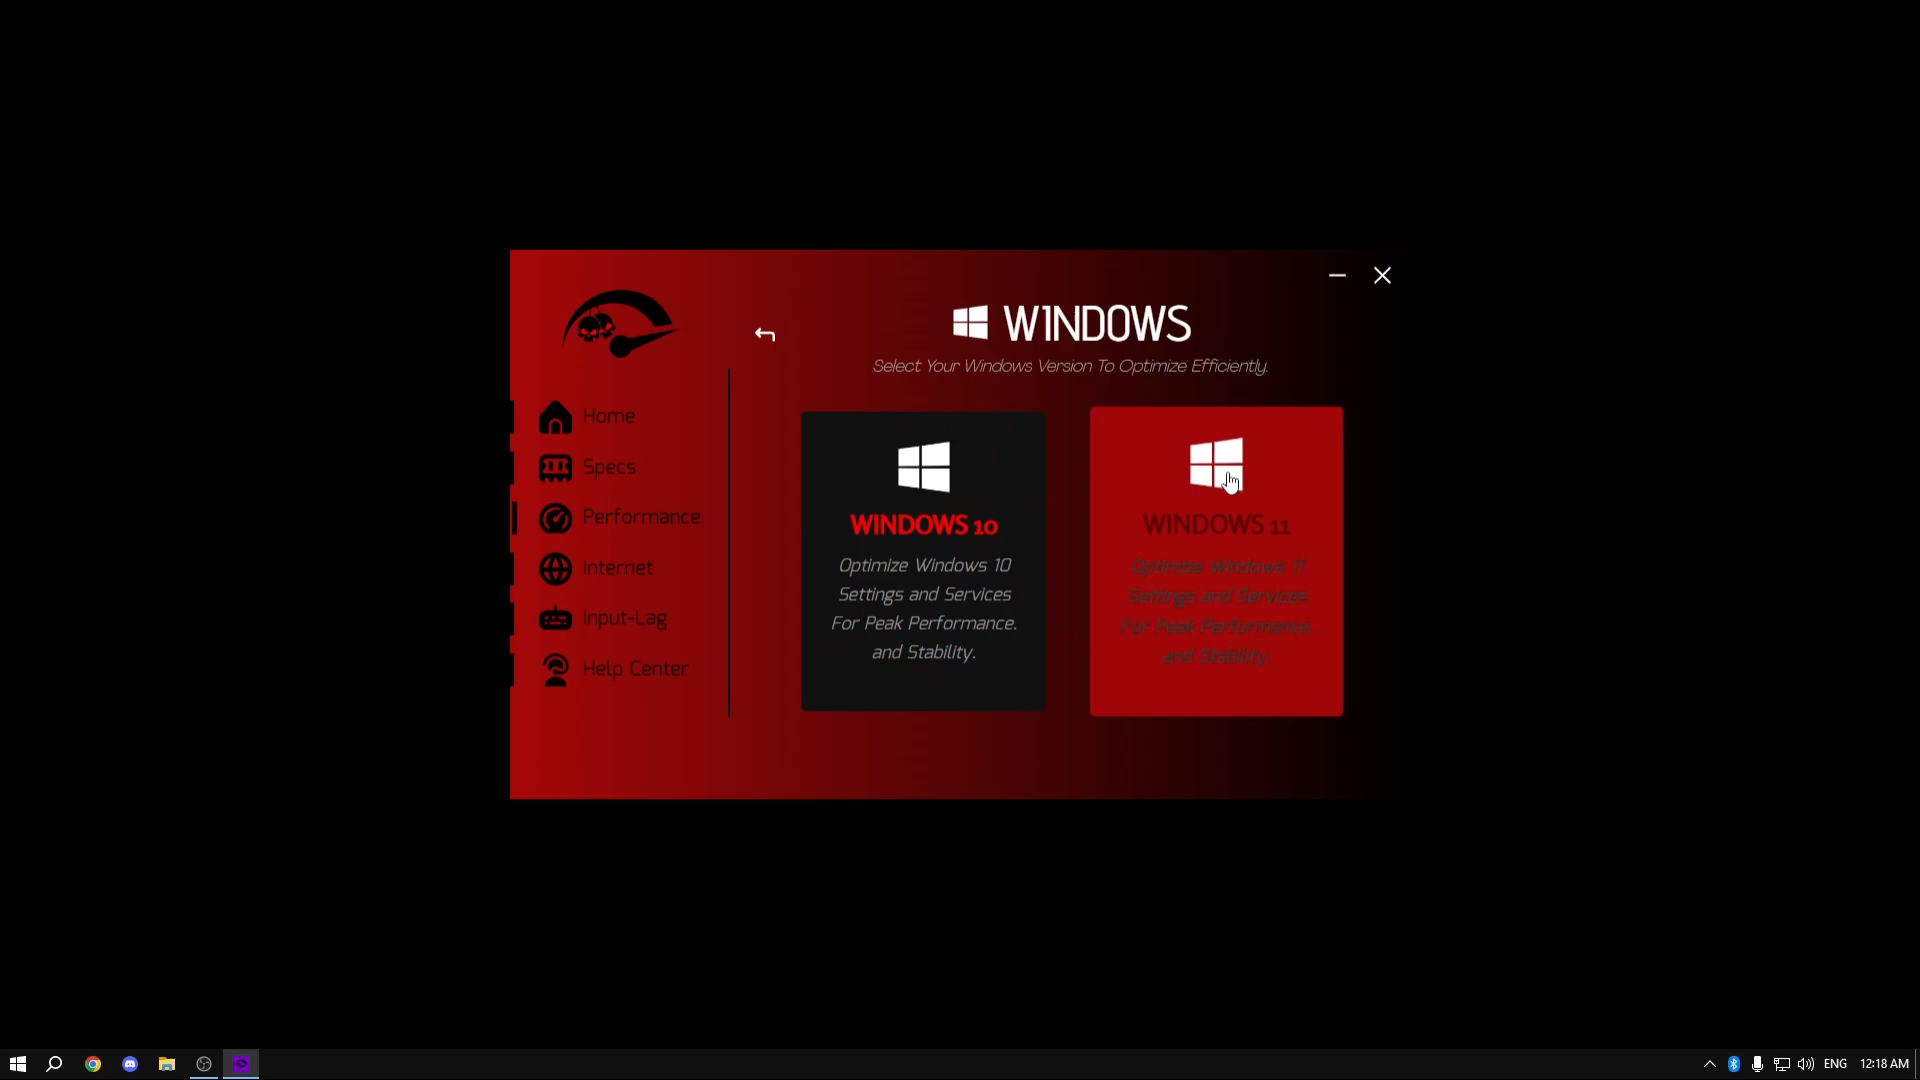 WINDOWS
Select Your Windows Version To Optimize Efficiently.
Home
Specs
Performance
Internet
Input-Lag
Help Center
WINDOWS 10
Optimize Windows 10
Settings and Services
For Peak Performance.
and Stability.
WINDOWS 11
Optimize Windows 11
Settings and Services
For Peak Performance.
and Stability.
ENG
12:18 AM